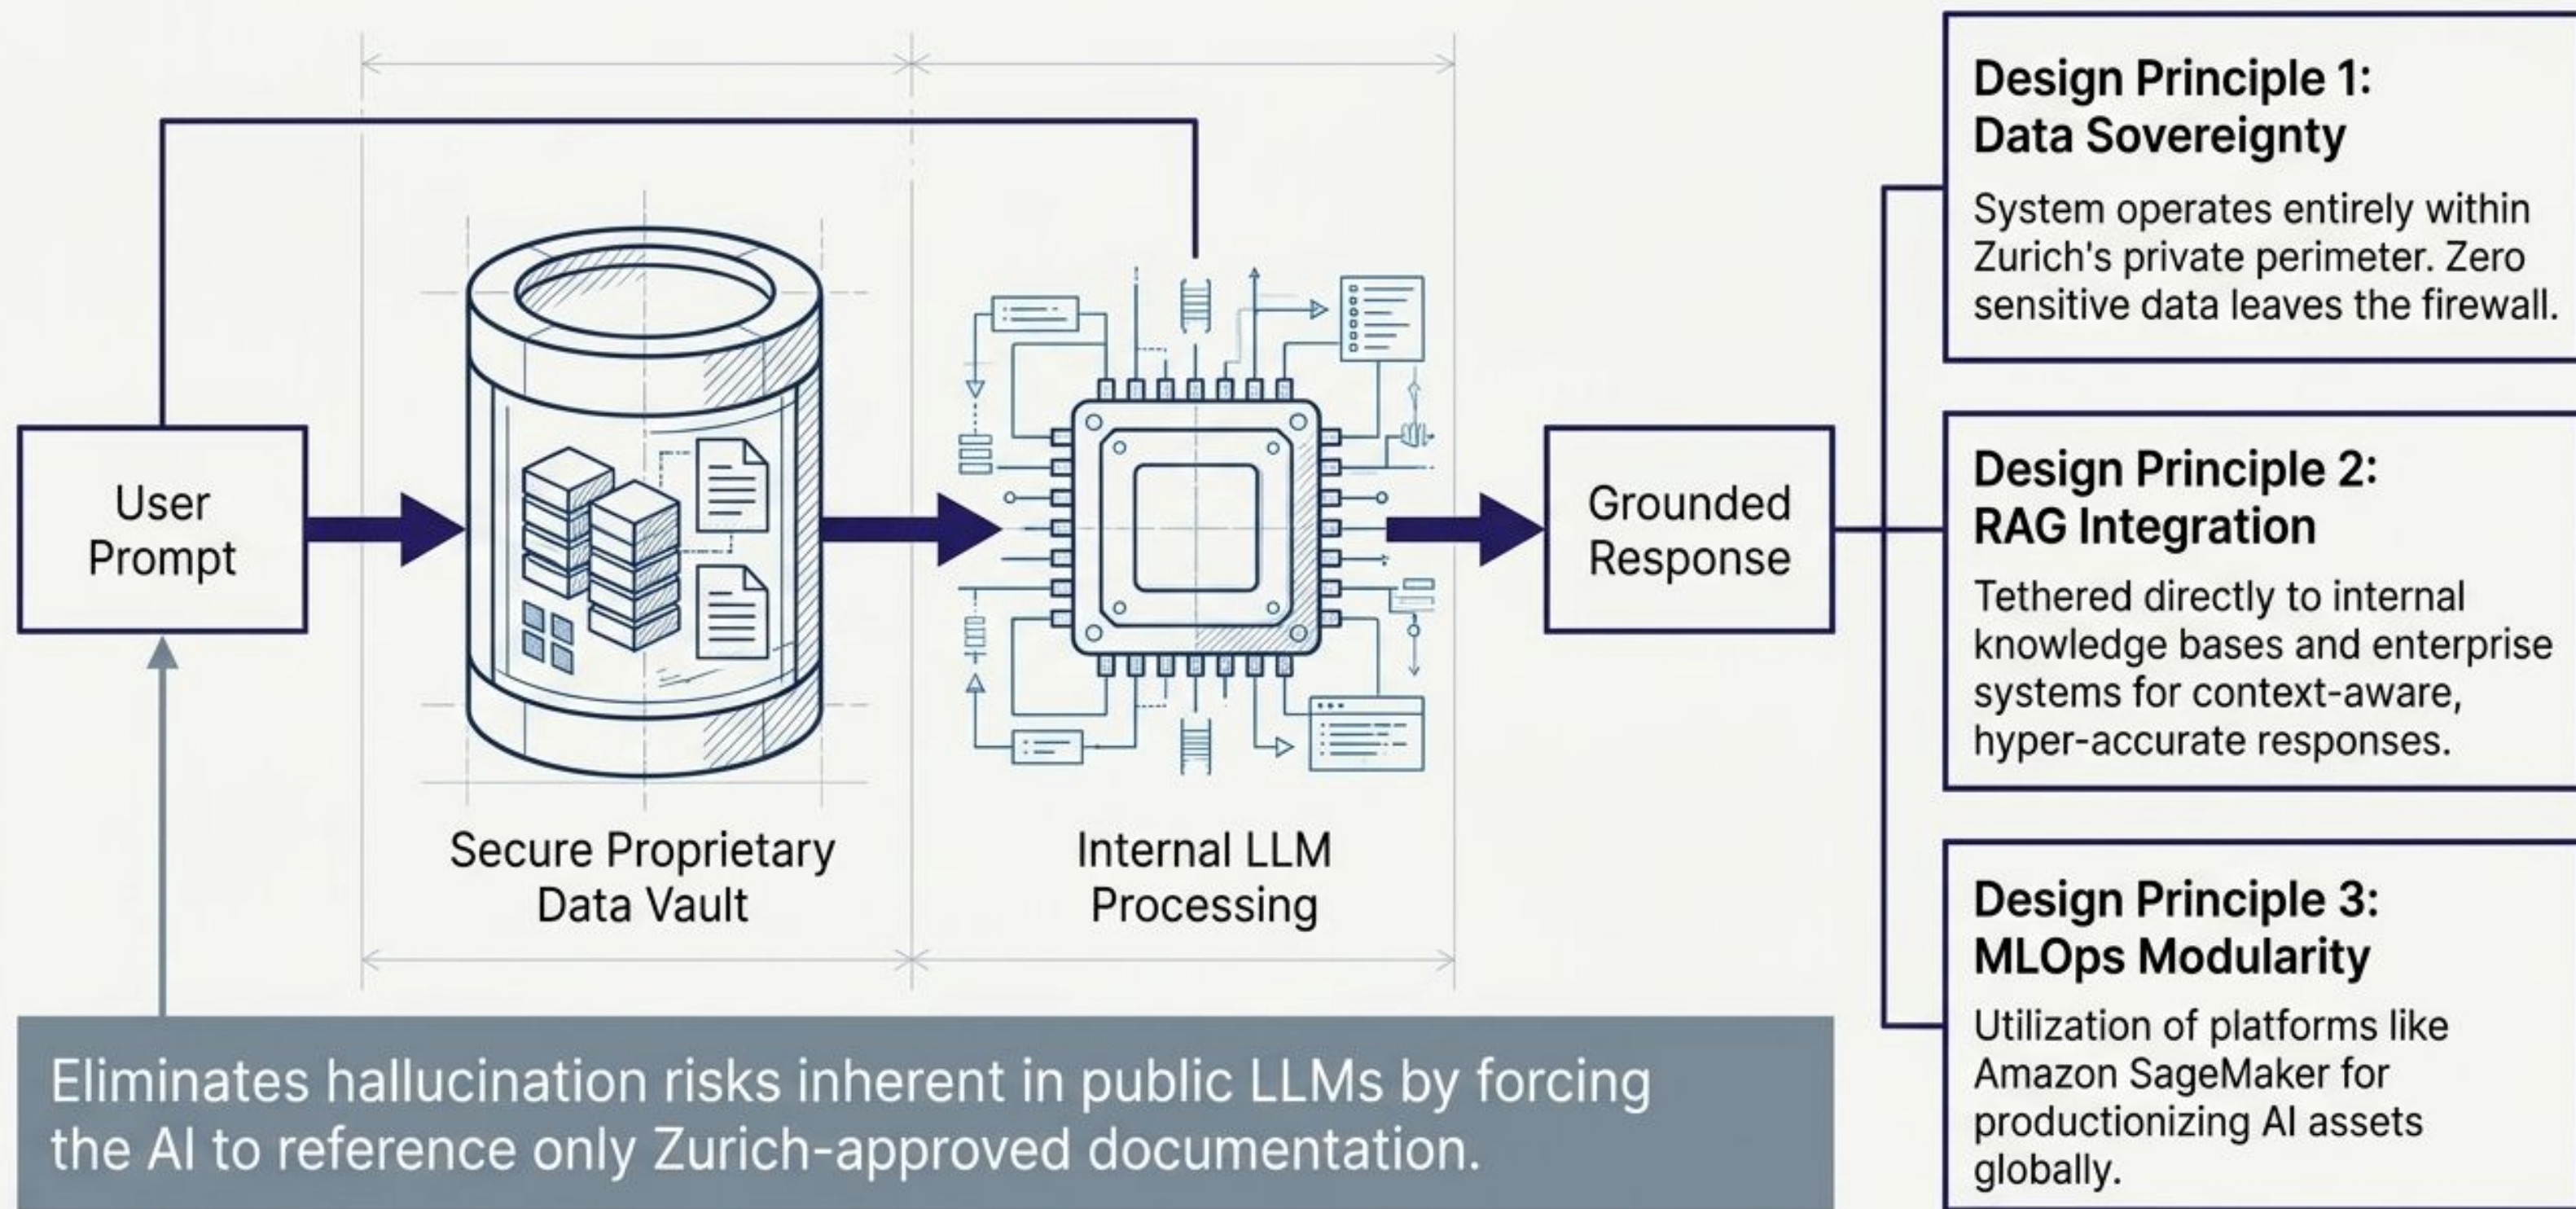 User
Prompt
Secure Proprietary
Data Vault
Internal LLM
Processing
Grounded
Response
Eliminates hallucination risks inherent in public LLMs by forcing
the AI to reference only Zurich-approved documentation.
Design Principle 1:
Data Sovereignty
System operates entirely within
Zurich's private perimeter. Zero
sensitive data leaves the firewall.
Design Principle 2:
RAG Integration
Tethered directly to internal
knowledge bases and enterprise
systems for context-aware,
hyper-accurate responses.
Design Principle 3:
MLOps Modularity
Utilization of platforms like
Amazon SageMaker for
productionizing AI assets
globally.